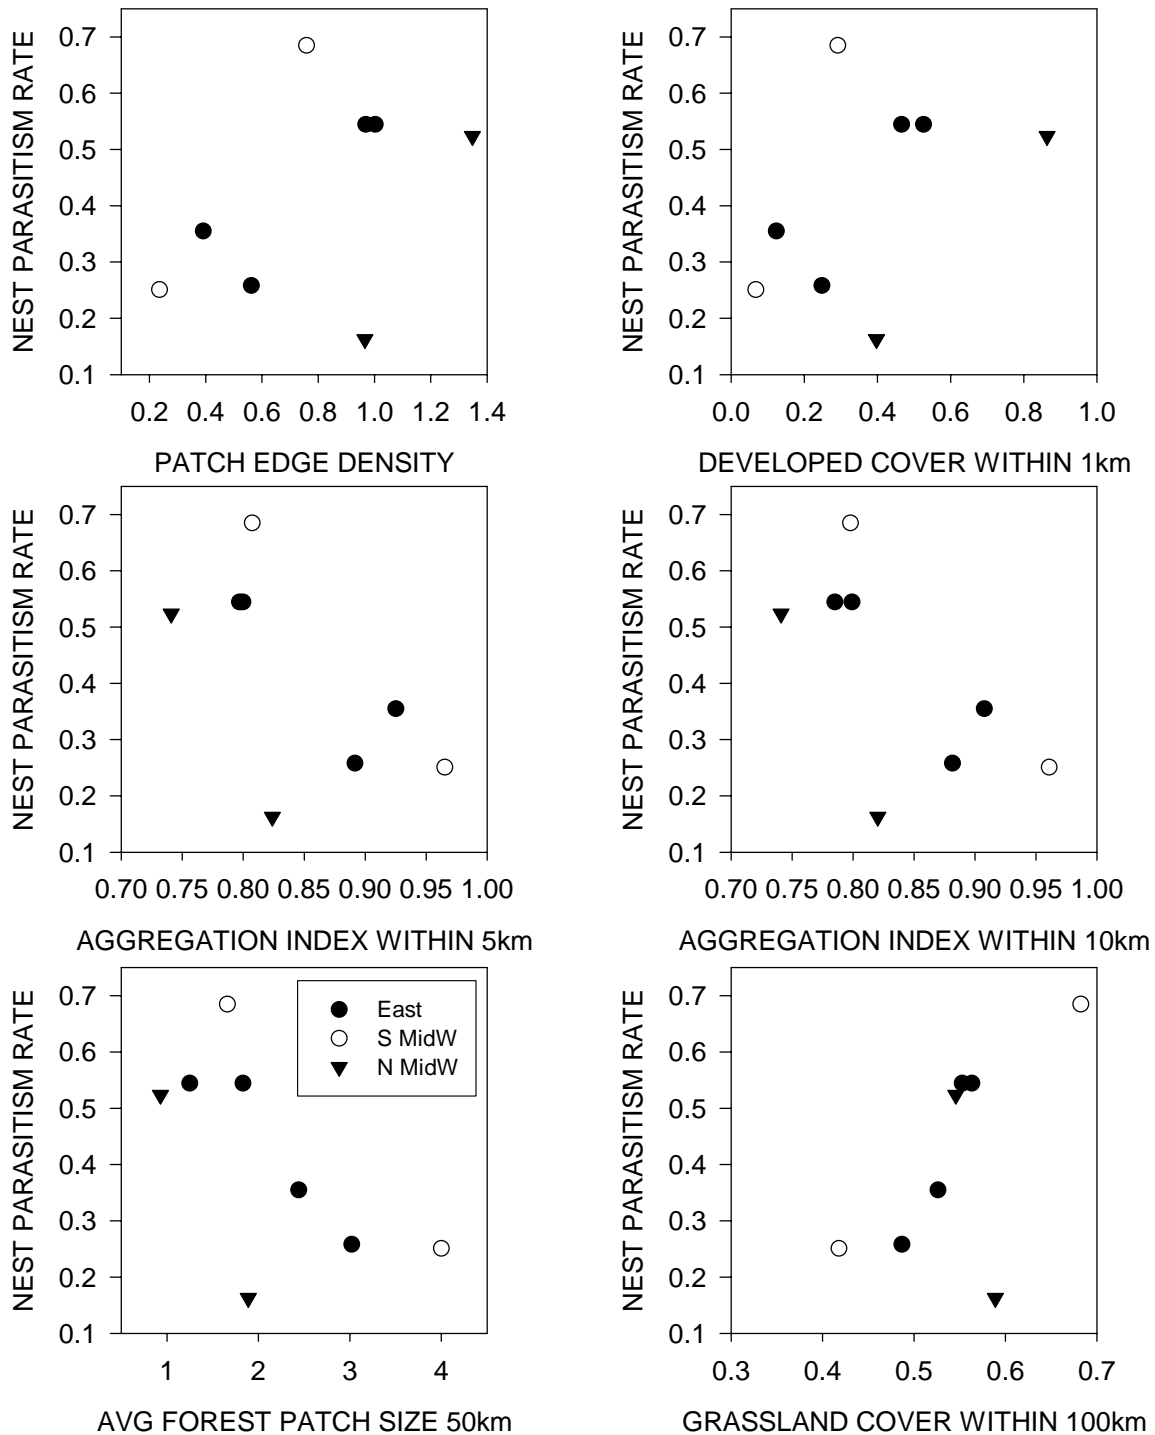 NEST PARASITISM RATE
0.7
0.6
0.5
0.4
0.3
0.2
0.1
0.2 0.4 0.6 0.8 1.0 1.2 1.4
PATCH EDGE DENSITY
NEST PARASITISM RATE
0.7
0.6
0.5
0.4
0.3
0.2
0.1
0.0 0.2 0.4 0.6 0.8 1.0
DEVELOPED COVER WITHIN 1km
NEST PARASITISM RATE
0.7
0.6
0.5
0.4
0.3
0.2
0.1
0.70 0.75 0.80 0.85 0.90 0.95 1.00
AGGREGATION INDEX WITHIN 5km
NEST PARASITISM RATE
0.7
0.6
0.5
0.4
0.3
0.2
0.1
0.70 0.75 0.80 0.85 0.90 0.95 1.00
AGGREGATION INDEX WITHIN 10km
NEST PARASITISM RATE
0.7
0.6
0.5
0.4
0.3
0.2
0.1
East
S MidW
N MidW
1 2 3 4
AVG FOREST PATCH SIZE 50km
NEST PARASITISM RATE
0.7
0.6
0.5
0.4
0.3
0.2
0.1
0.3 0.4 0.5 0.6 0.7
GRASSLAND COVER WITHIN 100km